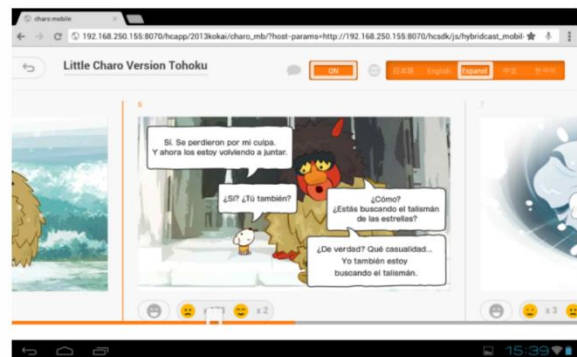 charo mobile
192.168.250.155:8070/hcapp/2013kokai/charo_mb/?host-params=http://192.168.250.155:8070/hcsdk/js/hybridcast_mobil
Little Charo Version Tohoku
ON
日本語 English Espanol 中文 한국어
6
7
Sí. Se perdieron por mi culpa.
Y ahora los estoy volviendo a juntar.
¿Sí? ¿Tú también?
¿Cómo?
¿Estás buscando el talismán
de las estrellas?
¿De verdad? Qué casualidad...
Yo también estoy
buscando el talismán.
x 2
x 3
15:39